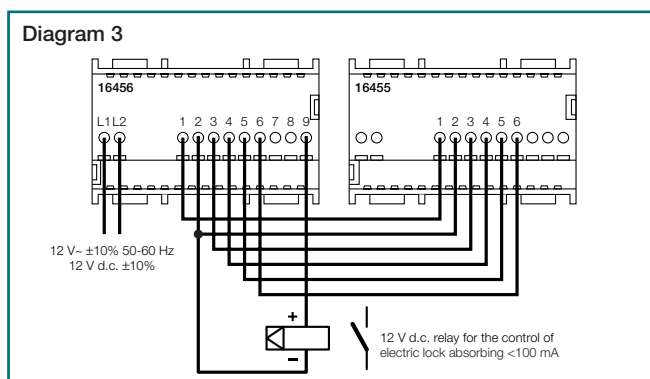 Diagram 3
16456
16455
L1 L2 1 2 3 4 5 6 7 8 9
1 2 3 4 5 6
12 V~ ±10% 50-60 Hz
12 V d.c. ±10%
+
12 V d.c. relay for the control of
electric lock absorbing <100 mA
–